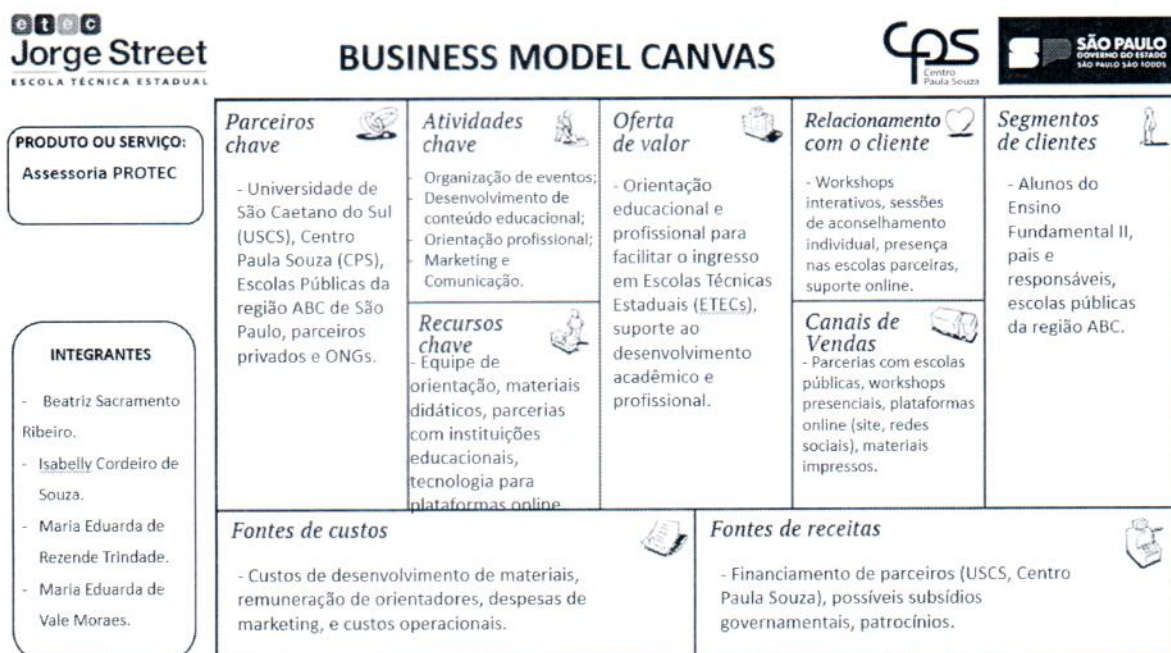 etec
Jorge Street
ESCOLA TÉCNICA ESTADUAL
BUSINESS MODEL CANVAS
CPS
Centro
Paula Souza
SÃO PAULO
GOVERNO DO ESTADO
SÃO PAULO SÃO TODOS
PRODUTO OU SERVIÇO:
Assessoria PROTEC
INTEGRANTES
- Beatriz Sacramento
Ribeiro.
- Isabelly Cordeiro de
Souza.
- Maria Eduarda de
Rezende Trindade.
- Maria Eduarda de
Vale Moraes.
Parceiros
chave
- Universidade de
São Caetano do Sul
(USCS), Centro
Paula Souza (CPS),
Escolas Públicas da
região ABC de São
Paulo, parceiros
privados e ONGs.
Atividades
chave
- Organização de eventos;
- Desenvolvimento de
conteúdo educacional;
- Orientação profissional;
- Marketing e
Comunicação.
Recursos
chave
- Equipe de
orientação, materiais
didáticos, parcerias
com instituições
educacionais,
tecnologia para
plataformas online
Oferta
de valor
- Orientação
educacional e
profissional para
facilitar o ingresso
em Escolas Técnicas
Estaduais (ETECs),
suporte ao
desenvolvimento
acadêmico e
profissional.
Relacionamento
com o cliente
- Workshops
interativos, sessões
de aconselhamento
individual, presença
nas escolas parceiras,
suporte online.
Canais de
Vendas
- Parcerias com escolas
públicas, workshops
presenciais, plataformas
online (site, redes
sociais), materiais
impressos.
Segmentos
de clientes
- Alunos do
Ensino
Fundamental II,
pais e
responsáveis,
escolas públicas
da região ABC.
Fontes de custos
- Custos de desenvolvimento de materiais,
remuneração de orientadores, despesas de
marketing, e custos operacionais.
Fontes de receitas
- Financiamento de parceiros (USCS, Centro
Paula Souza), possíveis subsídios
governamentais, patrocínios.